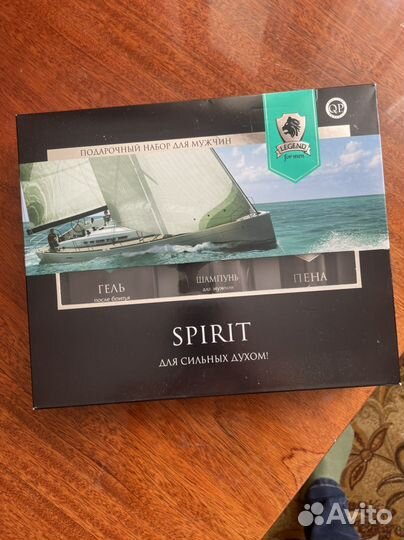 QP
LEGEND
for men
ПОДАРОЧНЫЙ НАБОР ДЛЯ МУЖЧИН
ГЕЛЬ
после бритья
ШАМПУНЬ
для мужчин
ПЕНА
SPIRIT
ДЛЯ СИЛЬНЫХ ДУХОМ!
Avito